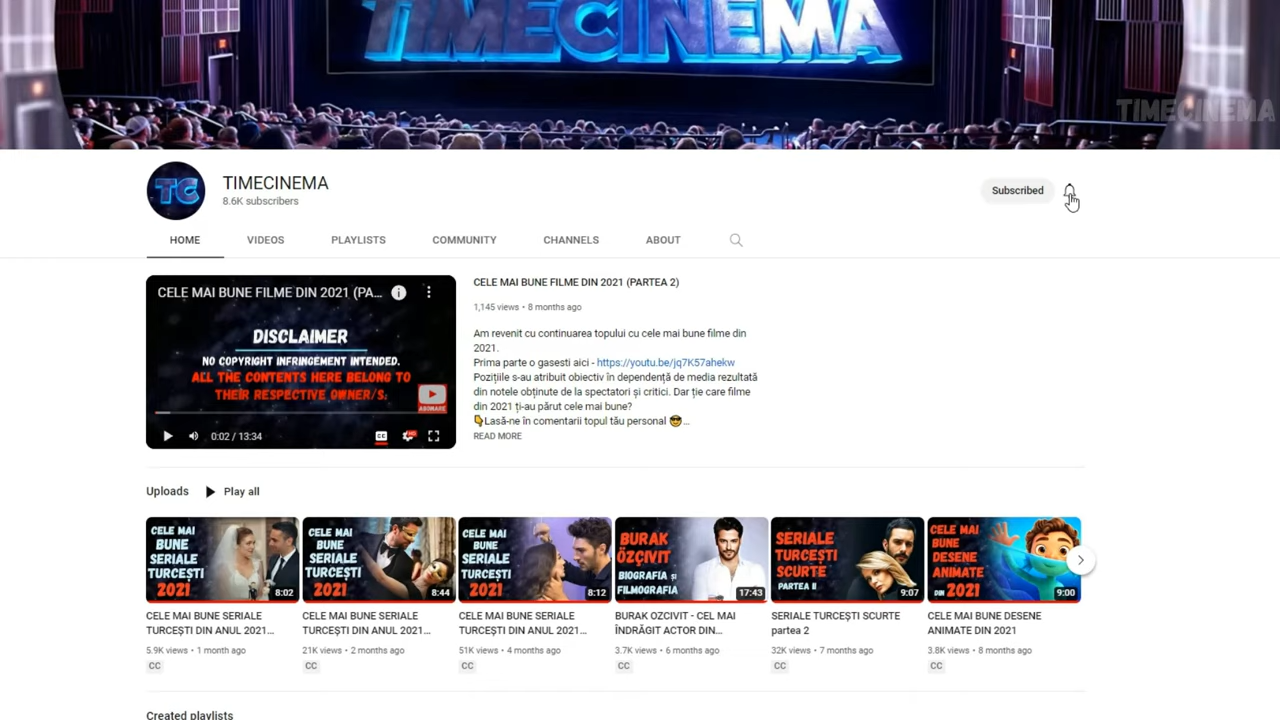 TIMECINEMA
TIMECINEMA
TC
TIMECINEMA
8.6K subscribers
Subscribed
HOME
VIDEOS
PLAYLISTS
COMMUNITY
CHANNELS
ABOUT
CELE MAI BUNE FILME DIN 2021 (PA...
DISCLAIMER
NO COPYRIGHT INFRINGEMENT INTENDED.
ALL THE CONTENTS HERE BELONG TO
THEIR RESPECTIVE OWNER/S.
ABONARE
0:02 / 13:34
CC
HD
CELE MAI BUNE FILME DIN 2021 (PARTEA 2)
1,145 views • 8 months ago
Am revenit cu continuarea topului cu cele mai bune filme din
2021.
Prima parte o gasesti aici - https://youtu.be/jq7K57ahekw
Pozițiile s-au atribuit obiectiv în dependență de media rezultată
din notele obținute de la spectatori și critici. Dar ție care filme
din 2021 ți-au părut cele mai bune?
👇Lasă-ne în comentarii topul tău personal 😎...
READ MORE
Uploads
Play all
CELE MAI
BUNE
SERIALE
TURCEȘTI
2021
8:02
CELE MAI
BUNE
SERIALE
TURCEȘTI
2021
8:44
CELE MAI
BUNE
SERIALE
TURCEȘTI
2021
8:12
BURAK
ÖZÇIVIT
BIOGRAFIA și
FILMOGRAFIA
17:43
SERIALE
TURCEȘTI
SCURTE
PARTEA II
9:07
CELE MAI
BUNE
DESENE
ANIMATE
DIN 2021
9:00
CELE MAI BUNE SERIALE
TURCEȘTI DIN ANUL 2021...
5.9K views • 1 month ago
CC
CELE MAI BUNE SERIALE
TURCEȘTI DIN ANUL 2021...
21K views • 2 months ago
CC
CELE MAI BUNE SERIALE
TURCEȘTI DIN ANUL 2021...
51K views • 4 months ago
CC
BURAK OZCIVIT - CEL MAI
ÎNDRĂGIT ACTOR DIN...
3.7K views • 6 months ago
CC
SERIALE TURCEȘTI SCURTE
partea 2
32K views • 7 months ago
CC
CELE MAI BUNE DESENE
ANIMATE DIN 2021
3.8K views • 8 months ago
CC
Created playlists